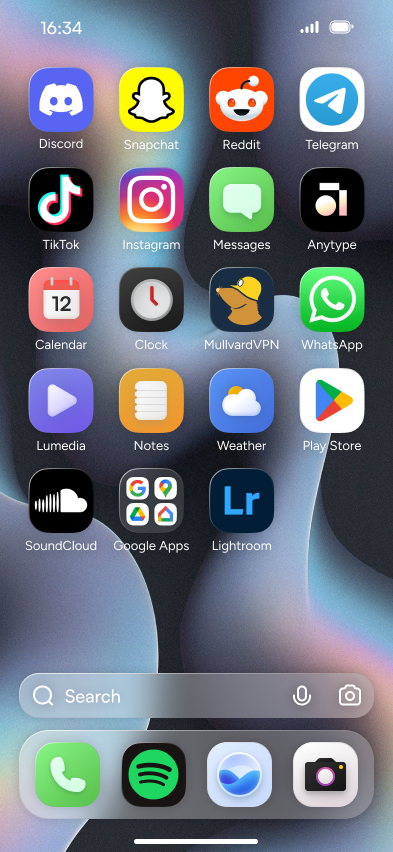 16:34
Discord
Snapchat
Reddit
Telegram
TikTok
Instagram
Messages
Anytype
12
Calendar
Clock
MullvardVPN
WhatsApp
Lumedia
Notes
Weather
Play Store
Lr
SoundCloud
Google Apps
Lightroom
Search